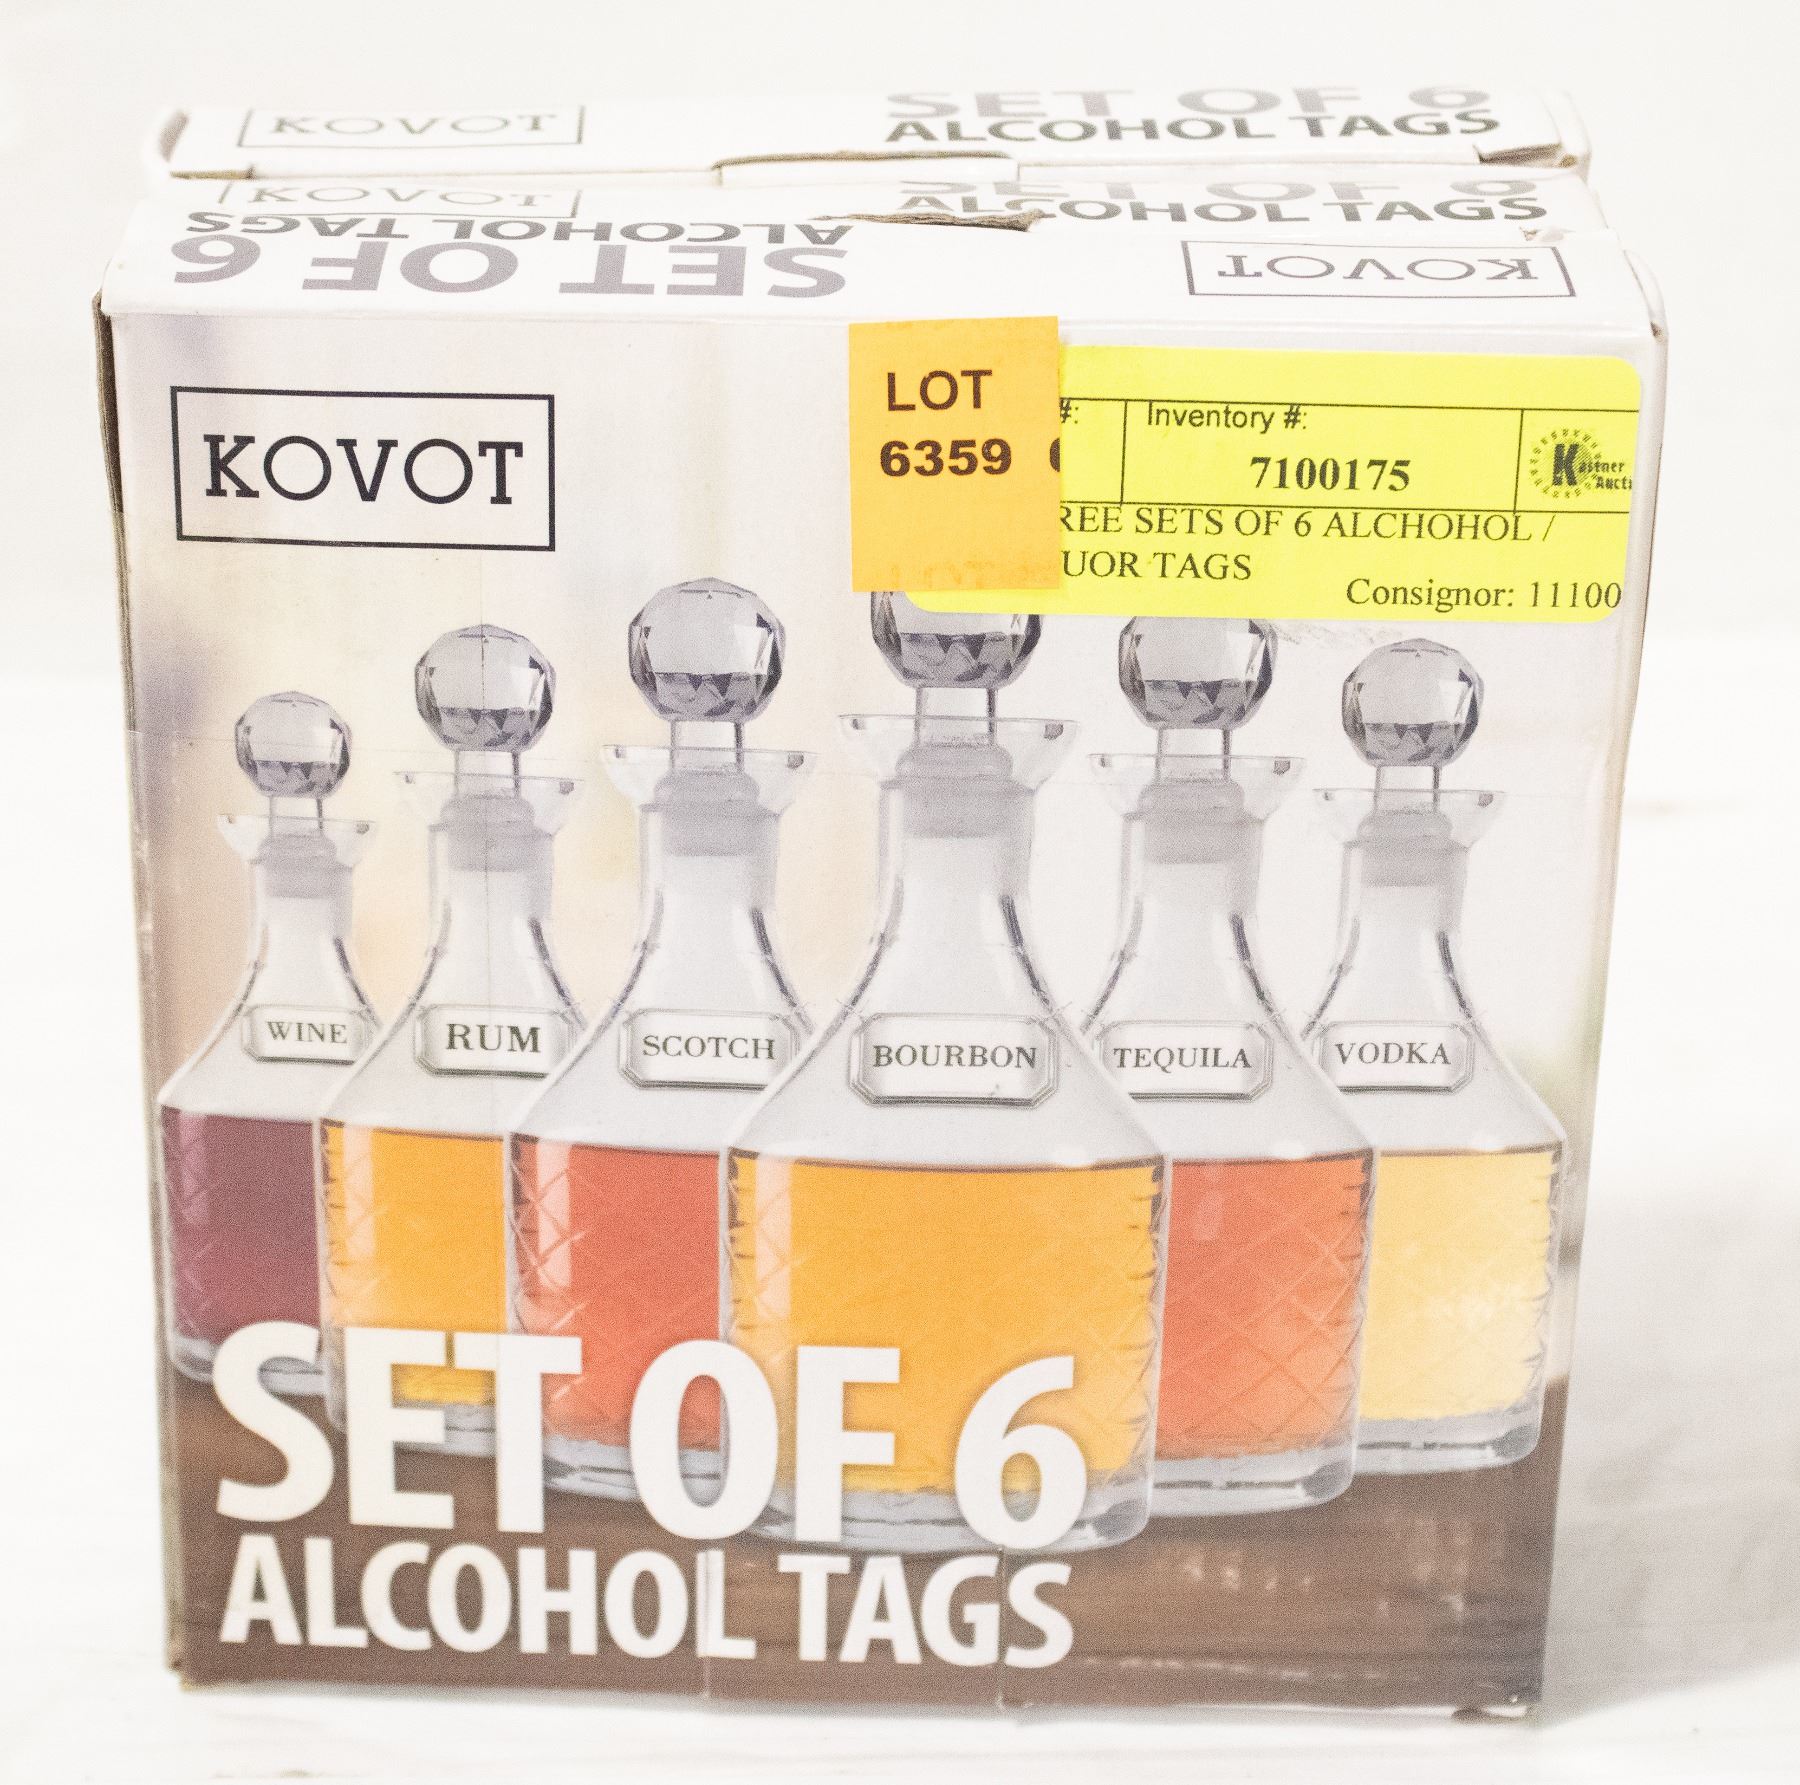 KOVOT
SET OF 6
ALCOHOL TAGS
KOVOT
SET OF 6
ALCOHOL TAGS
SET OF 6
ALCOHOL TAGS
KOVOT
KOVOT
LOT
6359
#:
Inventory #:
7100175
Kastner
Aucti
REE SETS OF 6 ALCHOHOL /
UOR TAGS
Consignor: 11100
WINE
RUM
SCOTCH
BOURBON
TEQUILA
VODKA
SET OF 6
ALCOHOL TAGS